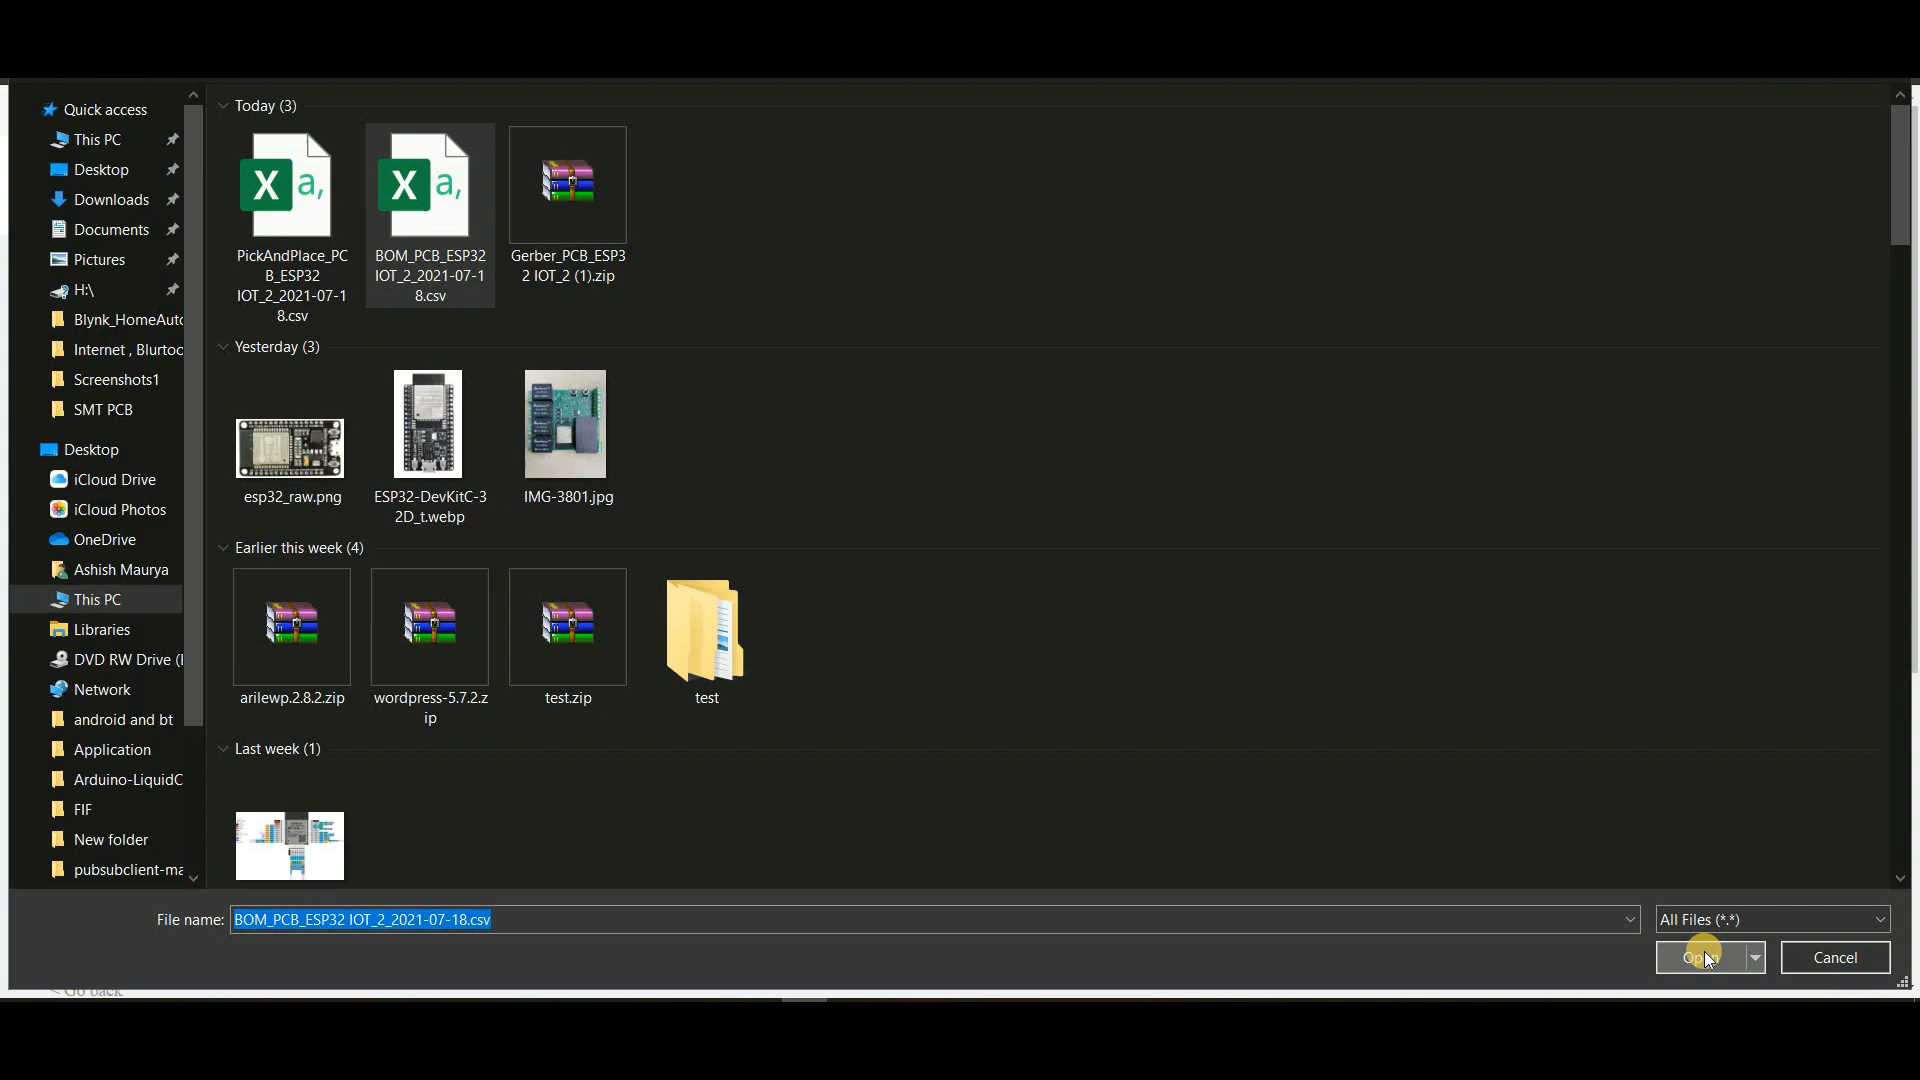 Quick access
This PC
Desktop
Downloads
Documents
Pictures
H:\
Blynk_HomeAuto
Internet , Blurtoo
Screenshots1
SMT PCB
Desktop
iCloud Drive
iCloud Photos
OneDrive
Ashish Maurya
This PC
Libraries
DVD RW Drive (
Network
android and bt
Application
Arduino-LiquidC
FIF
New folder
pubsubclient-ma
Today (3)
PickAndPlace_PC
B_ESP32
IOT_2_2021-07-1
8.csv
BOM_PCB_ESP32
IOT_2_2021-07-1
8.csv
Gerber_PCB_ESP3
2 IOT_2 (1).zip
Yesterday (3)
esp32_raw.png
ESP32-DevKitC-3
2D_t.webp
IMG-3801.jpg
Earlier this week (4)
arilewp.2.8.2.zip
wordpress-5.7.2.z
ip
test.zip
test
Last week (1)
File name:
BOM_PCB_ESP32 IOT_2_2021-07-18.csv
All Files (*.*)
Open
Cancel
< Go back